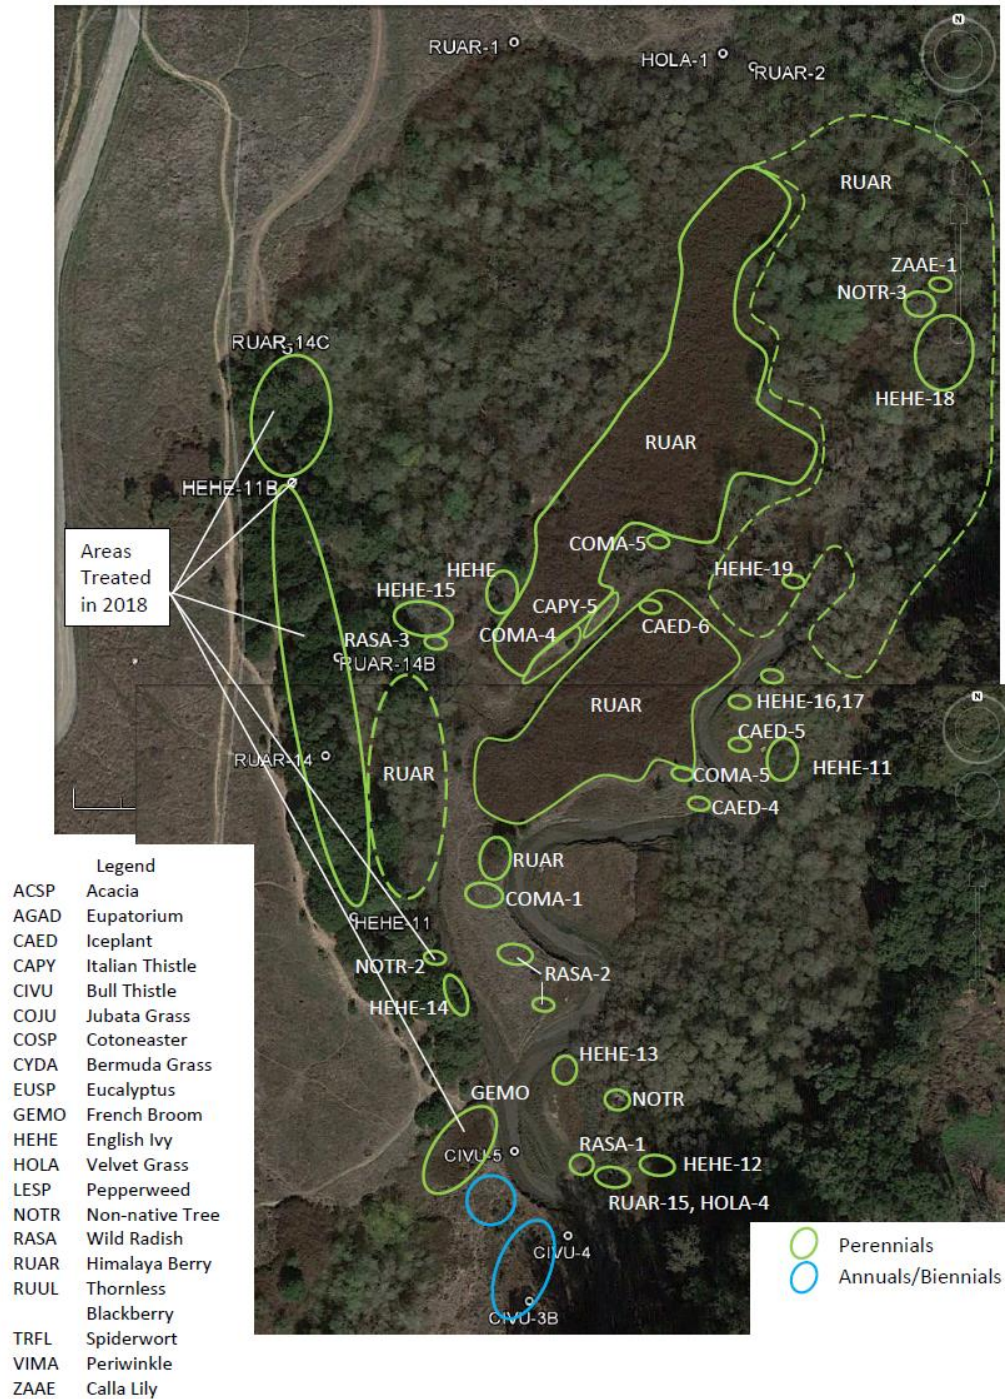 N
RUAR-1
HOLA-1
RUAR-2
RUAR
ZAAE-1
NOTR-3
HEHE-18
RUAR-14C
RUAR
HEHE-11B
Areas
Treated
in 2018
COMA-5
HEHE
HEHE-19
HEHE-15
CAPY-5
CAED-6
RASA-3
COMA-4
RUAR-14B
N
RUAR
HEHE-16,17
CAED-5
RUAR-14
RUAR
COMA-5
HEHE-11
CAED-4
RUAR
COMA-1
HEHE-11
NOTR-2
RASA-2
HEHE-14
HEHE-13
GEMO
NOTR
CIVU-5
RASA-1
HEHE-12
RUAR-15, HOLA-4
CIVU-4
CIVU-3B
Legend
ACSP Acacia
AGAD Eupatorium
CAED Iceplant
CAPY Italian Thistle
CIVU Bull Thistle
COJU Jubata Grass
COSP Cotoneaster
CYDA Bermuda Grass
EUSP Eucalyptus
GEMO French Broom
HEHE English Ivy
HOLA Velvet Grass
LESP Pepperweed
NOTR Non-native Tree
RASA Wild Radish
RUAR Himalaya Berry
RUUL Thornless
Blackberry
TRFL Spiderwort
VIMA Periwinkle
ZAAE Calla Lily
Perennials
Annuals/Biennials